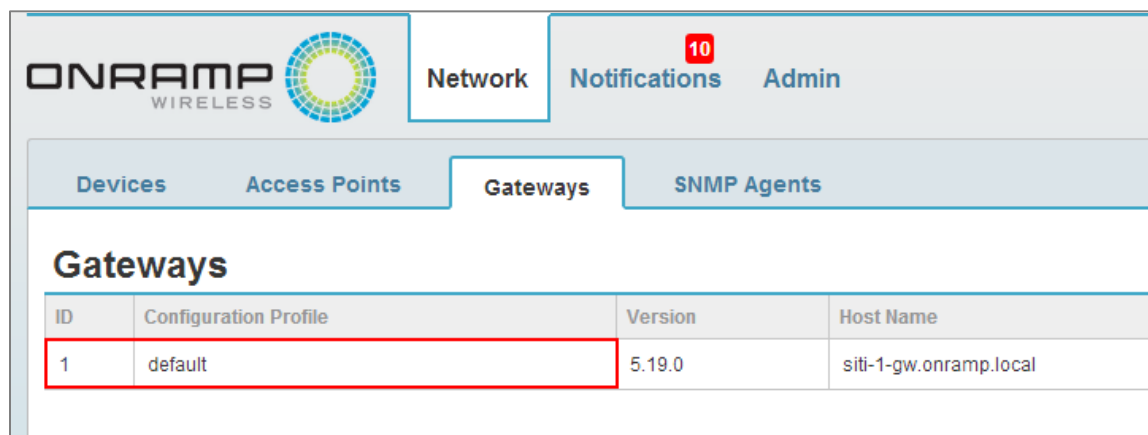 ONRAMP
WIRELESS
Network Notifications 10 Admin
Devices Access Points Gateways SNMP Agents
Gateways
ID Configuration Profile Version Host Name
1 default 5.19.0 siti-1-gw.onramp.local